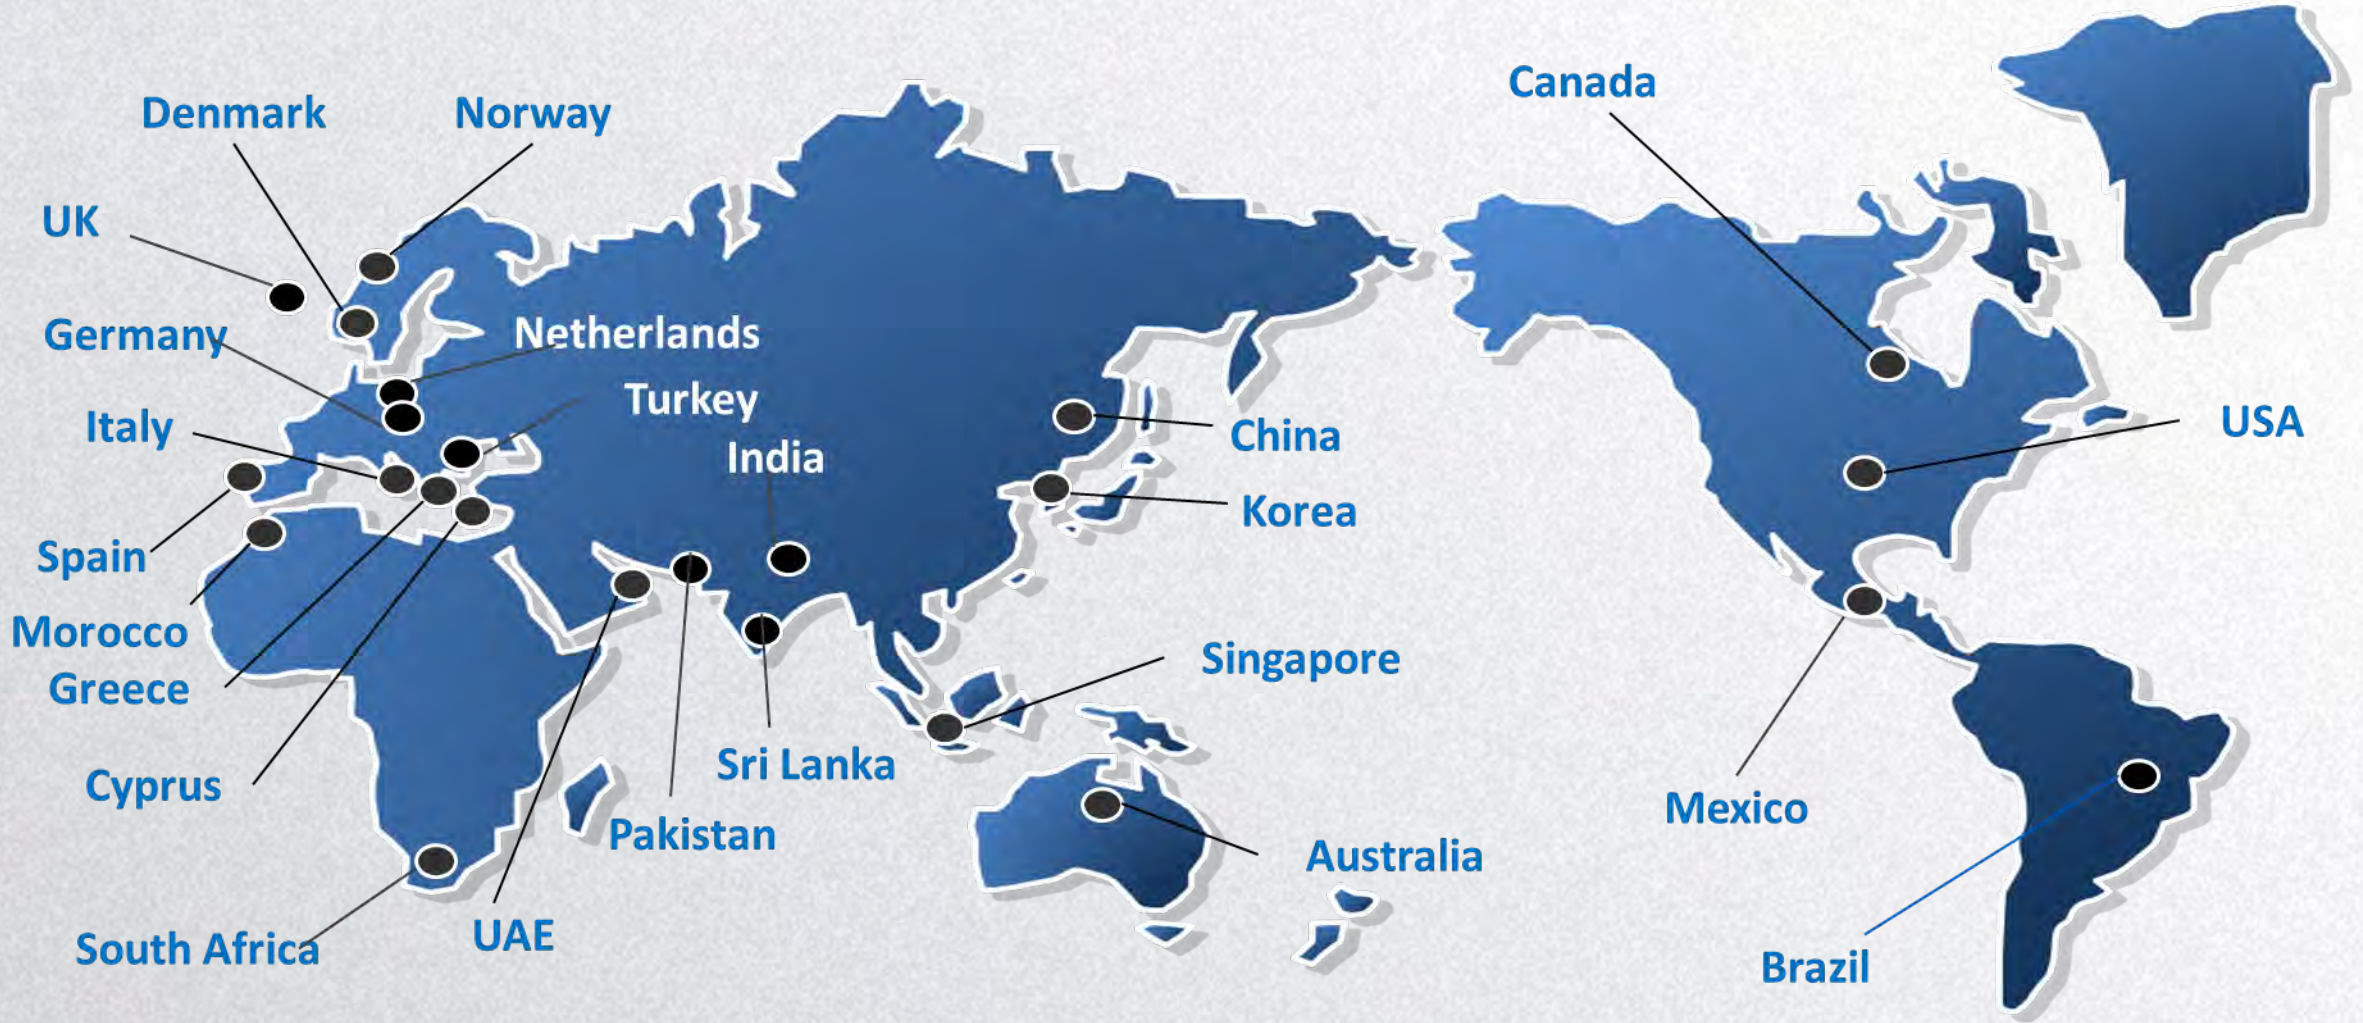 Canada
Denmark
Norway
UK
Germany
Netherlands
Turkey
Italy
India
China
USA
Korea
Spain
Morocco
Greece
Singapore
Sri Lanka
Cyprus
Pakistan
Mexico
Australia
South Africa
UAE
Brazil